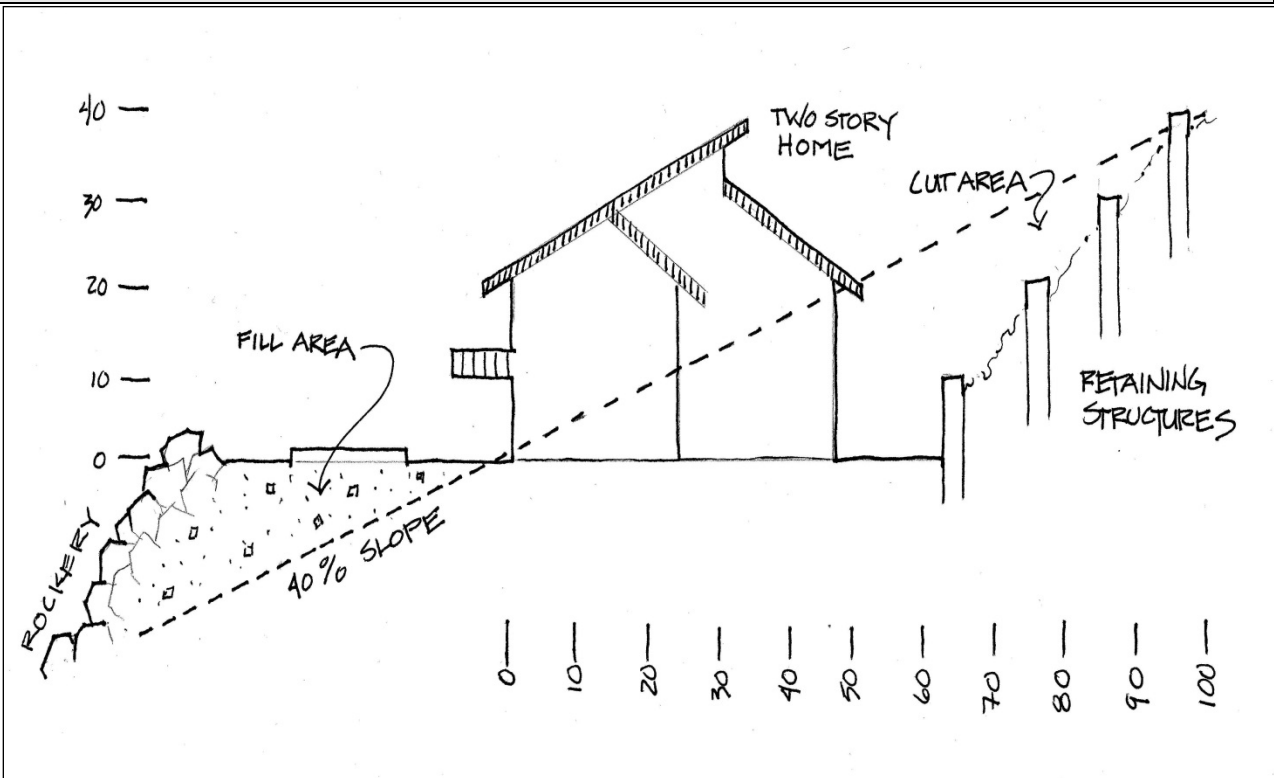 40
30
20
10
0
TWO STORY
HOME
CUT AREA
FILL AREA
RETAINING
STRUCTURES
40% SLOPE
ROCKERY
0
10
20
30
40
50
60
70
80
90
100